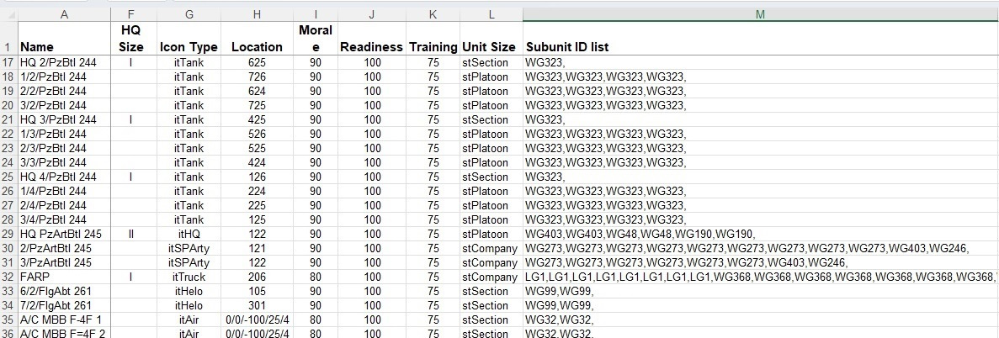 A F G H I J K L M
1 Name HQ Size Icon Type Location Morale Readiness Training Unit Size Subunit ID list
17 HQ 2/PzBtl 244 I itTank 625 90 100 75 stSection WG323,
18 1/2/PzBtl 244 itTank 726 90 100 75 stPlatoon WG323,WG323,WG323,WG323,
19 2/2/PzBtl 244 itTank 624 90 100 75 stPlatoon WG323,WG323,WG323,WG323,
20 3/2/PzBtl 244 itTank 725 90 100 75 stPlatoon WG323,WG323,WG323,WG323,
21 HQ 3/PzBtl 244 I itTank 425 90 100 75 stSection WG323,
22 1/3/PzBtl 244 itTank 526 90 100 75 stPlatoon WG323,WG323,WG323,WG323,
23 2/3/PzBtl 244 itTank 525 90 100 75 stPlatoon WG323,WG323,WG323,WG323,
24 3/3/PzBtl 244 itTank 424 90 100 75 stPlatoon WG323,WG323,WG323,WG323,
25 HQ 4/PzBtl 244 I itTank 126 90 100 75 stSection WG323,
26 1/4/PzBtl 244 itTank 224 90 100 75 stPlatoon WG323,WG323,WG323,WG323,
27 2/4/PzBtl 244 itTank 225 90 100 75 stPlatoon WG323,WG323,WG323,WG323,
28 3/4/PzBtl 244 itTank 125 90 100 75 stPlatoon WG323,WG323,WG323,WG323,
29 HQ PzArtBtl 245 II itHQ 122 90 100 75 stPlatoon WG403,WG403,WG48,WG48,WG190,WG190,
30 2/PzArtBtl 245 itSPArty 121 90 100 75 stCompany WG273,WG273,WG273,WG273,WG273,WG273,WG273,WG273,WG273,WG403,WG246,
31 3/PzArtBtl 245 itSPArty 122 90 100 75 stCompany WG273,WG273,WG273,WG273,WG273,WG273,WG403,WG246,
32 FARP I itTruck 206 80 100 75 stCompany LG1,LG1,LG1,LG1,LG1,LG1,LG1,LG1,WG368,WG368,WG368,WG368,WG368,WG368,WG368,
33 6/2/FlgAbt 261 itHelo 105 90 100 75 stSection WG99,WG99,
34 7/2/FlgAbt 261 itHelo 301 90 100 75 stSection WG99,WG99,
35 A/C MBB F-4F 1 itAir 0/0/-100/25/4 80 100 75 stSection WG32,WG32,
36 A/C MBB F=4F 2 itAir 0/0/-100/25/4 80 100 75 stSection WG32,WG32,